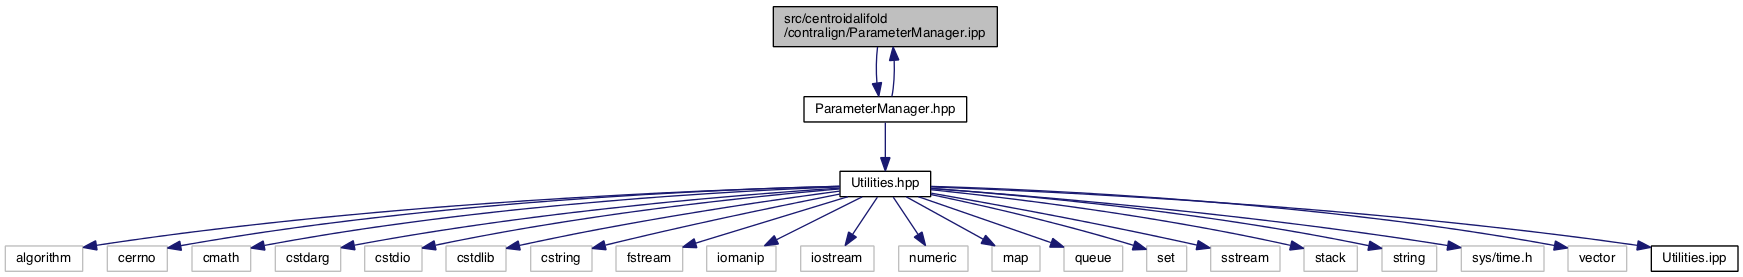 src/centroidalifold
/contralign/ParameterManager.ipp
ParameterManager.hpp
Utilities.hpp
algorithm
cerrno
cmath
cstdarg
cstdio
cstdlib
cstring
fstream
iomanip
iostream
numeric
map
queue
set
sstream
stack
string
sys/time.h
vector
Utilities.ipp